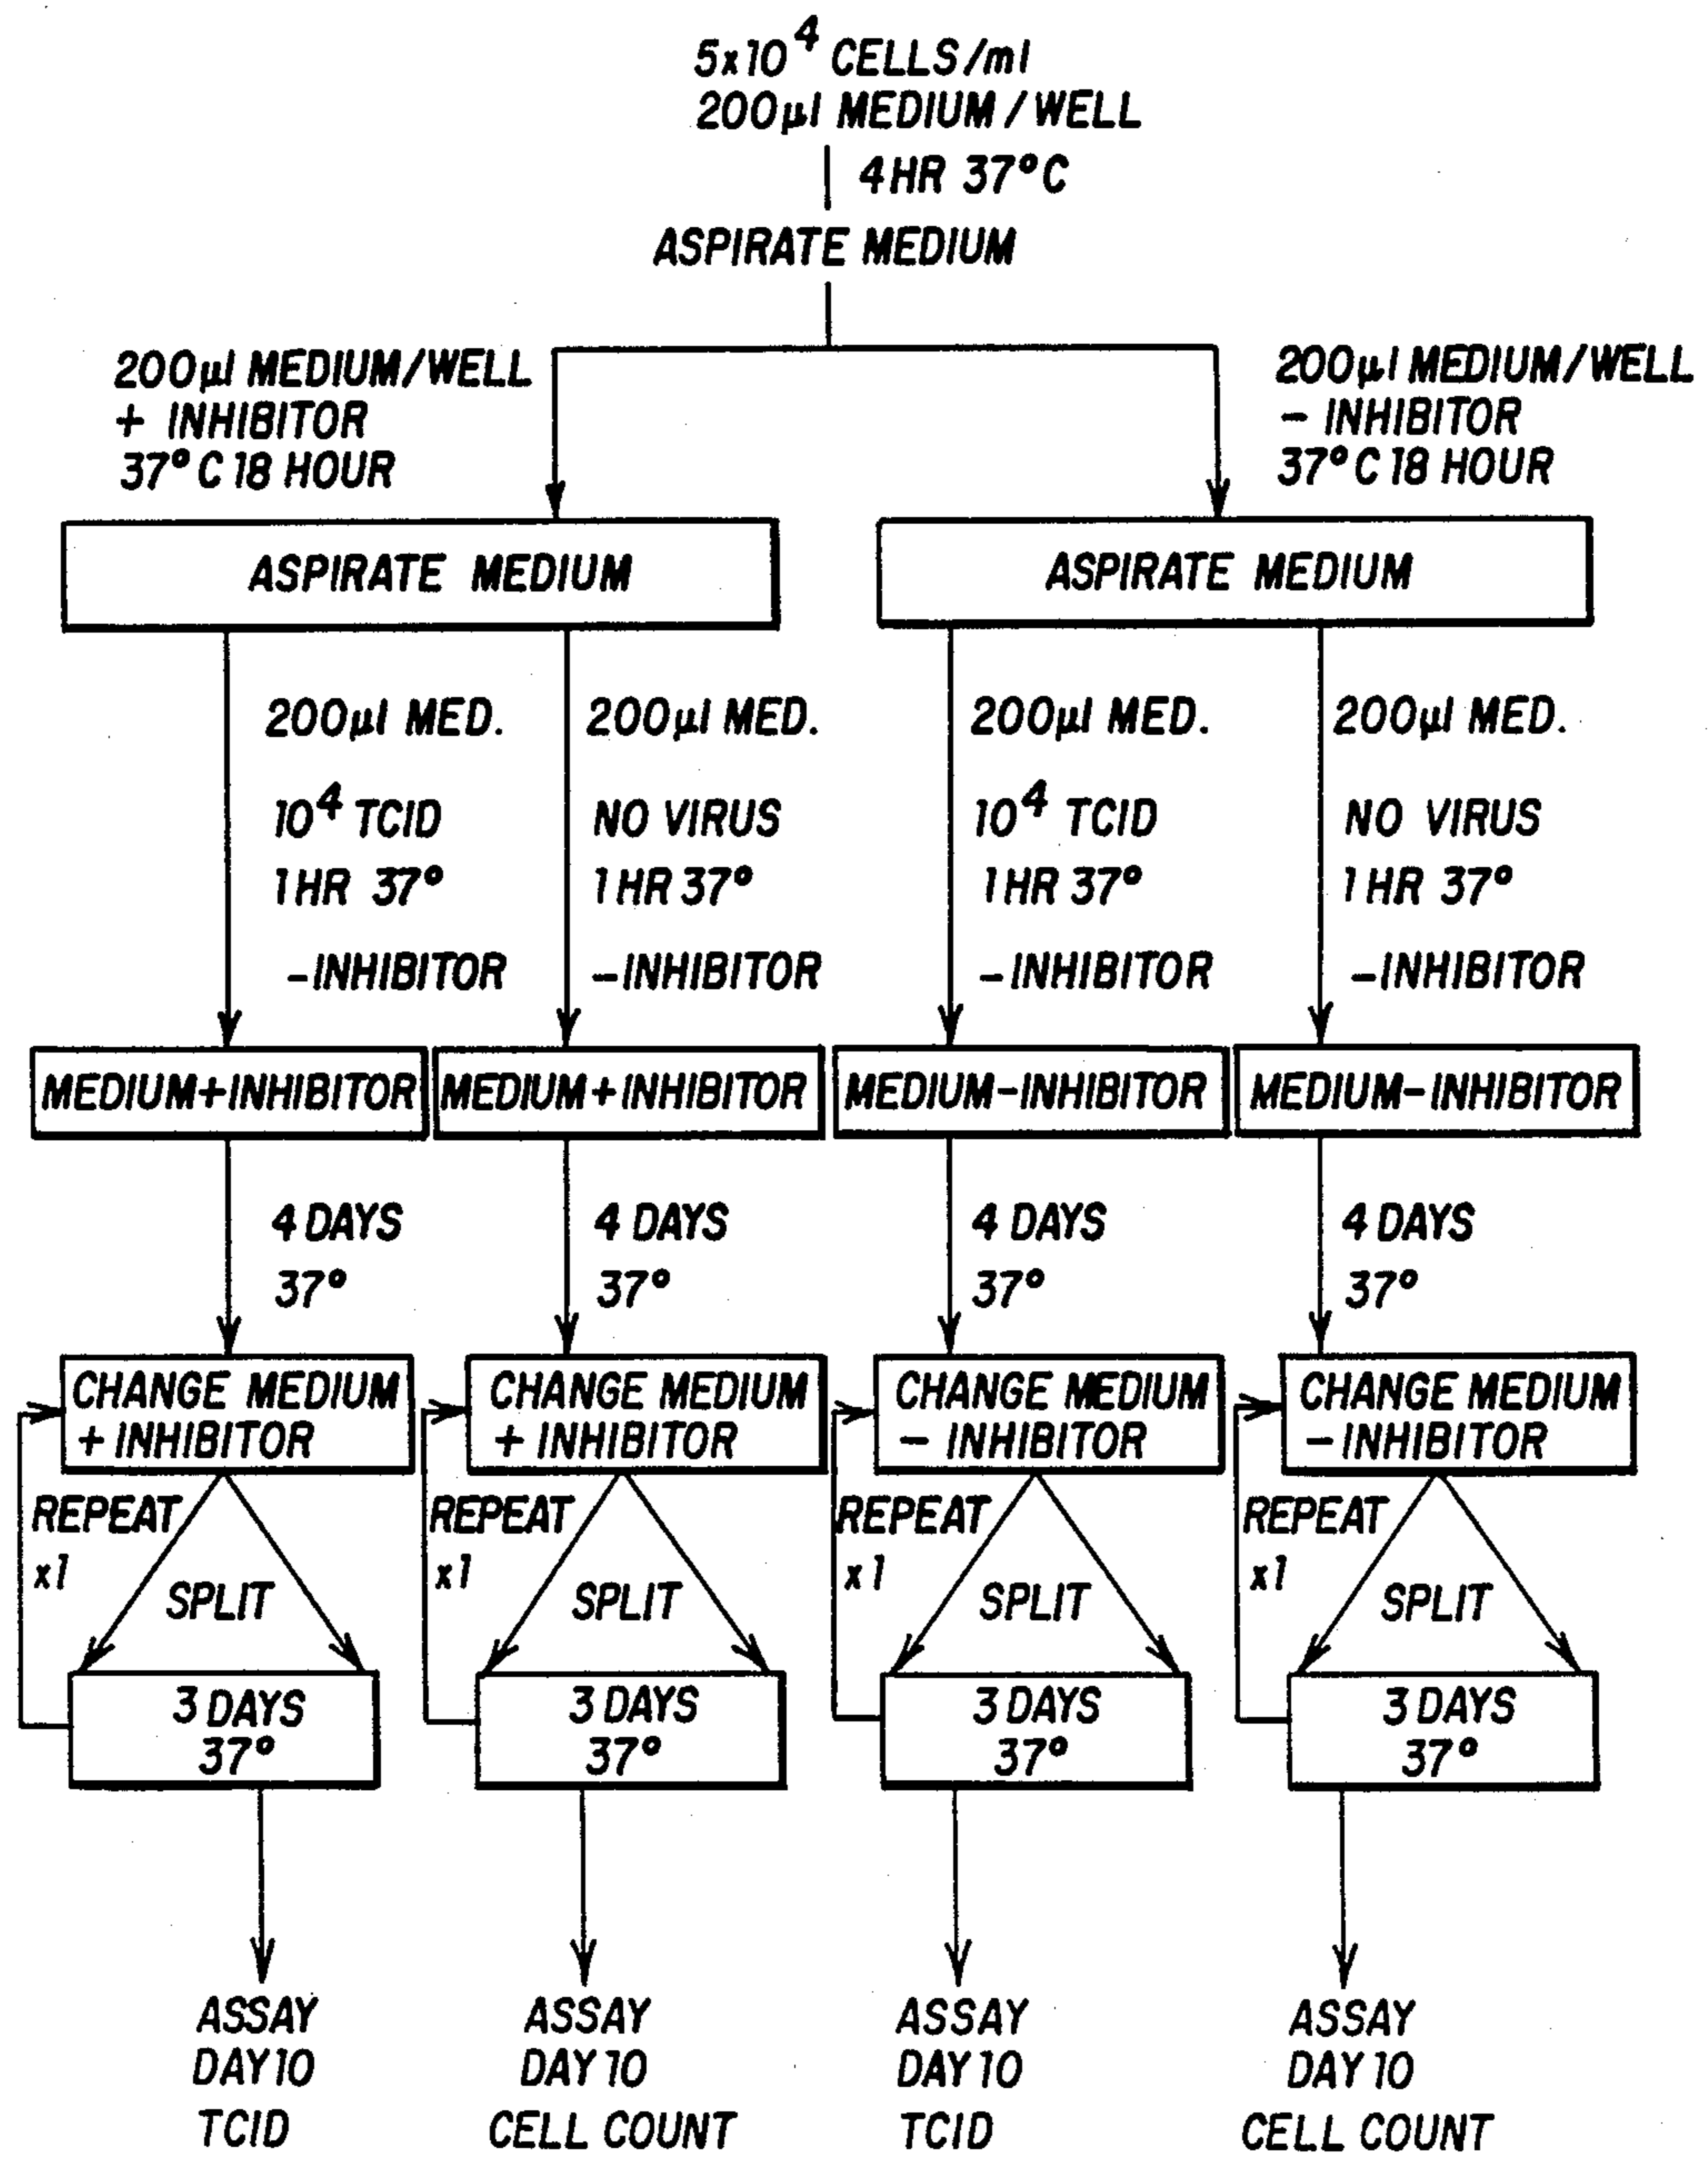 5x10⁴ CELLS/ml
200µl MEDIUM/WELL
4HR 37°C
ASPIRATE MEDIUM
200µl MEDIUM/WELL
+ INHIBITOR
37°C 18 HOUR
200µl MEDIUM/WELL
- INHIBITOR
37°C 18 HOUR
ASPIRATE MEDIUM
ASPIRATE MEDIUM
200µl MED.
10⁴ TCID
1HR 37°
-INHIBITOR
200µl MED.
NO VIRUS
1HR 37°
-INHIBITOR
200µl MED.
10⁴ TCID
1HR 37°
-INHIBITOR
200µl MED.
NO VIRUS
1HR 37°
-INHIBITOR
MEDIUM+INHIBITOR
MEDIUM+INHIBITOR
MEDIUM-INHIBITOR
MEDIUM-INHIBITOR
4 DAYS
37°
4 DAYS
37°
4 DAYS
37°
4 DAYS
37°
CHANGE MEDIUM
+ INHIBITOR
CHANGE MEDIUM
+ INHIBITOR
CHANGE MEDIUM
- INHIBITOR
CHANGE MEDIUM
- INHIBITOR
REPEAT
x1
SPLIT
REPEAT
x1
SPLIT
REPEAT
x1
SPLIT
REPEAT
x1
SPLIT
3 DAYS
37°
3 DAYS
37°
3 DAYS
37°
3 DAYS
37°
ASSAY
DAY 10
TCID
ASSAY
DAY 10
CELL COUNT
ASSAY
DAY 10
TCID
ASSAY
DAY 10
CELL COUNT